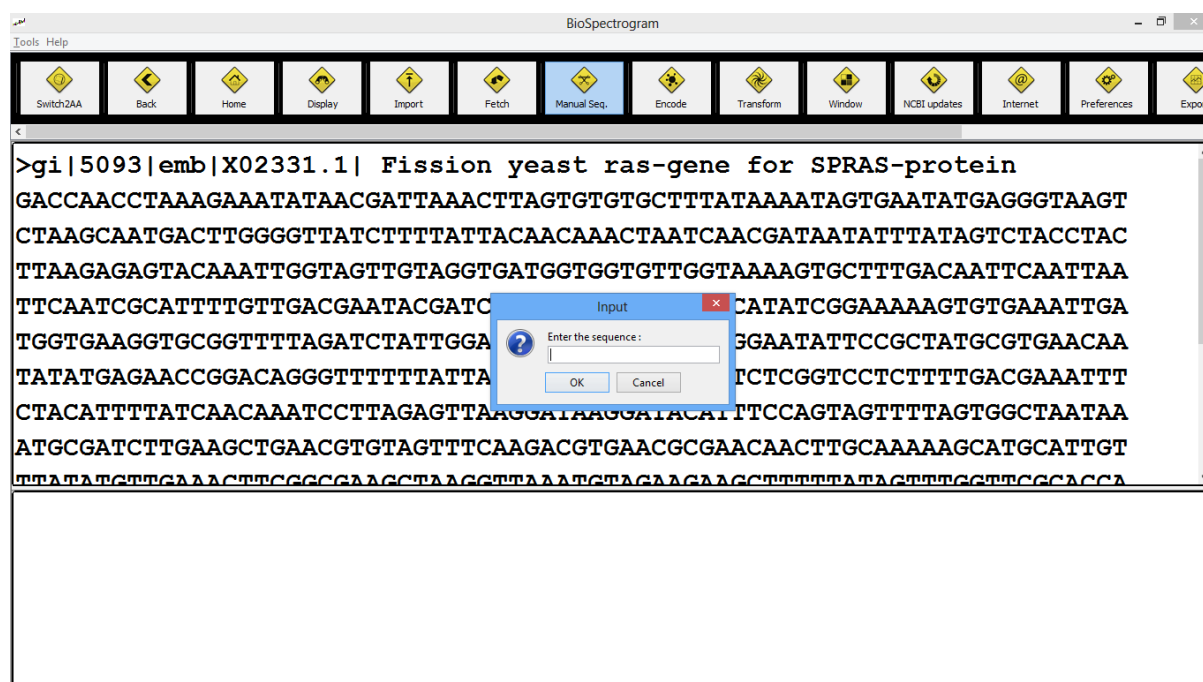 BioSpectrogram
Tools Help
Switch2AA Back Home Display Import Fetch Manual Seq. Encode Transform Window NCBI updates Internet Preferences
>gi|5093|emb|X02331.1| Fission yeast ras-gene for SPRAS-protein
GACCAACCTAAAGAAATATAACGATTAAACTTAGTGTGTGCTTTATAAAATAGTGAATATGAGGGTAAGT
CTAAGCAATGACTTGGGGTTATCTTTTATTACAACAAACTAATCAACGATAATATTTATAGTCTACCTAC
TTAAGAGAGTACAAATTGGTAGTTGTAGGTGATGGTGGTGTTGGTAAAAGTGCTTTGACAATTCAATTAA
TTCAATCGCATTTTGTTGACGAATACGATC CATATCGGAAAAAGTGTGAAATTGA
Input
Enter the sequence :
OK Cancel
TGGTGAAGGTGCGGTTTTAGATCTATTGGA GGAATATTCCGCTATGCGTGAACAA
TATATGAGAACCGGACAGGGTTTTTTATTA TCTCGGTCCTCTTTTGACGAAATTT
CTACATTTTATCAACAAATCCTTAGAGTTAAGGATAAGGATACATTTCCAGTAGTTTTAGTGGCTAATAA
ATGCGATCTTGAAGCTGAACGTGTAGTTTCAAGACGTGAACGCGAACAACTTGCAAAAAGCATGCATTGT
TTATATGTTGAAACTTCGGCGAAGCTAAGGTTAAATGTAGAAGAAGCTTTTTATAGTTTGGTTCGCACCA